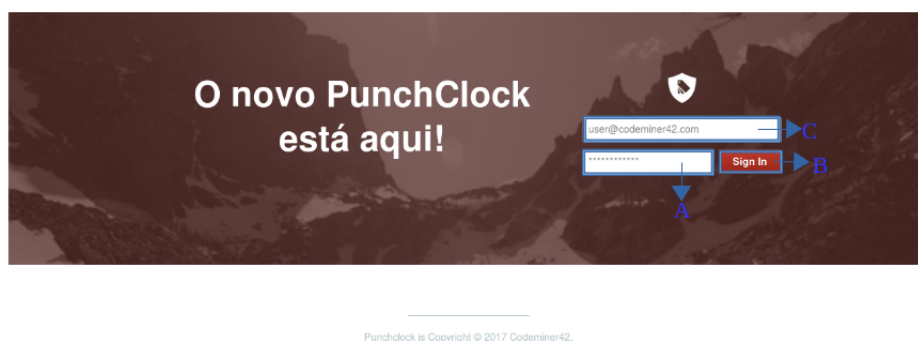 O novo PunchClock
está aqui!
user@codeminer42.com
C
************
Sign In
B
A
Punchclock is Copyright © 2017 Codeminer42.